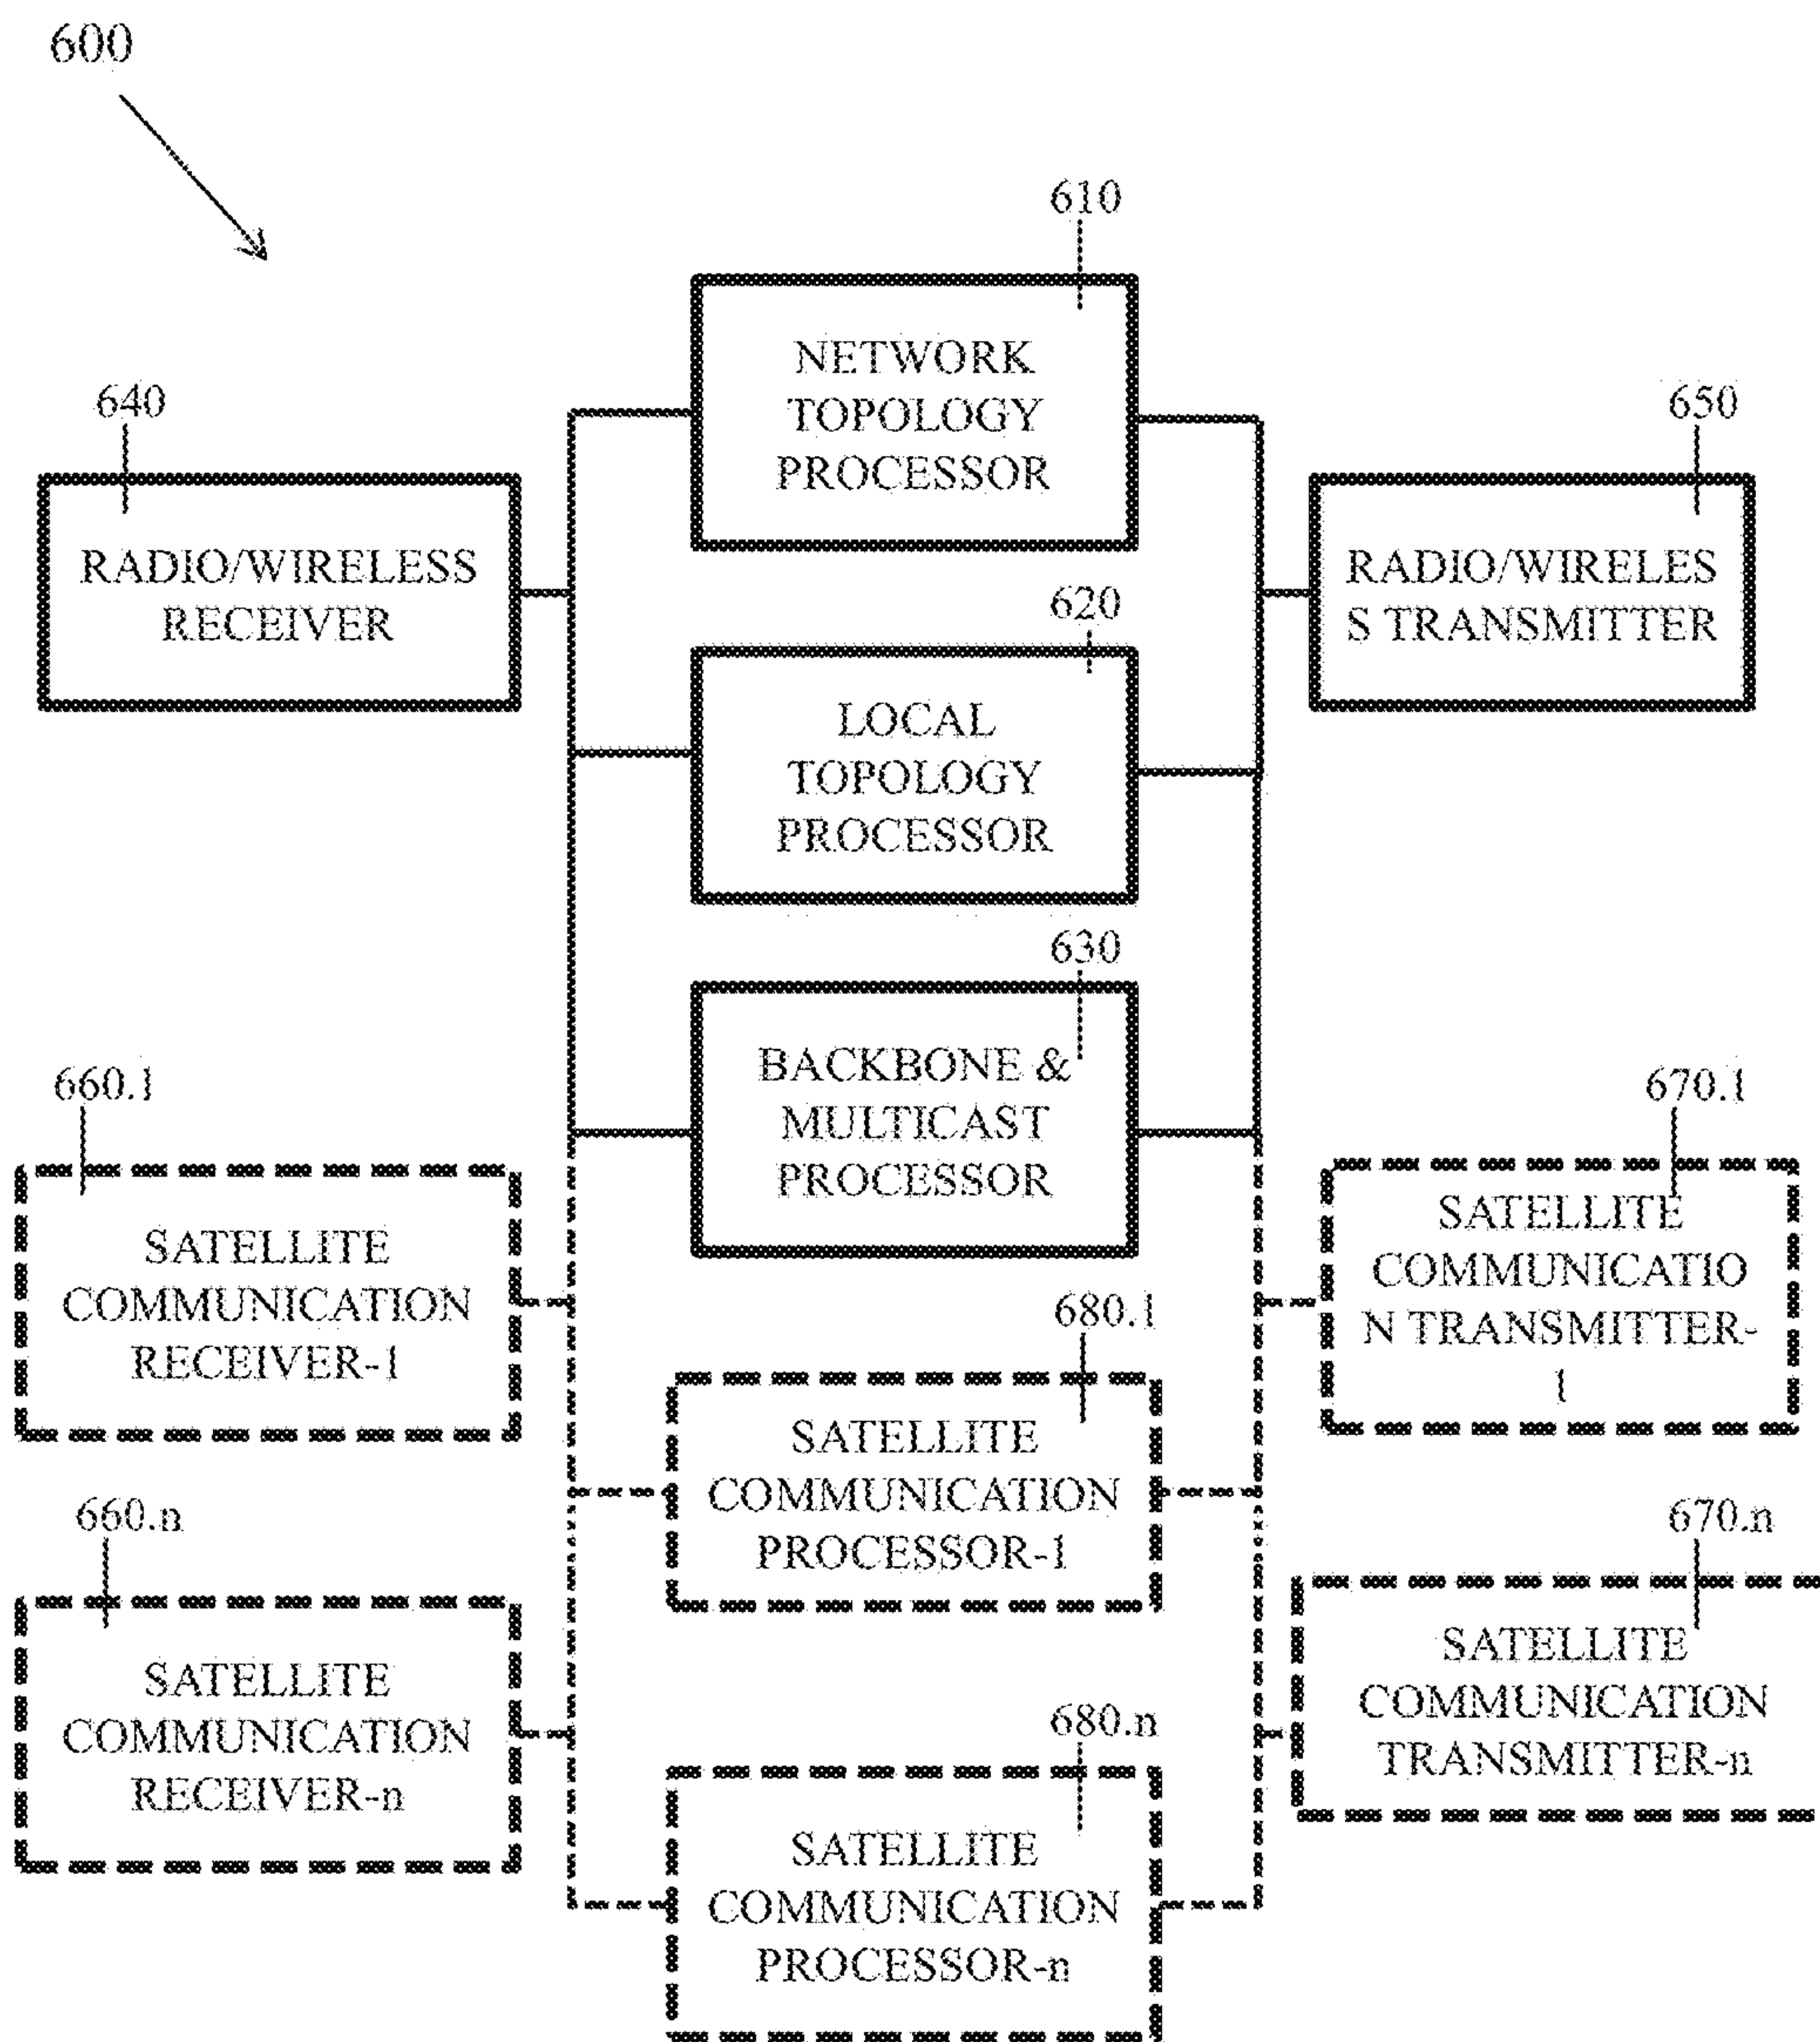 600
610
NETWORK
TOPOLOGY
PROCESSOR
640
RADIO/WIRELESS
RECEIVER
650
RADIO/WIRELES
S TRANSMITTER
620
LOCAL
TOPOLOGY
PROCESSOR
630
BACKBONE &
MULTICAST
PROCESSOR
660.1
SATELLITE
COMMUNICATION
RECEIVER-1
670.1
SATELLITE
COMMUNICATIO
N TRANSMITTER-
1
680.1
SATELLITE
COMMUNICATION
PROCESSOR-1
660.n
SATELLITE
COMMUNICATION
RECEIVER-n
670.n
SATELLITE
COMMUNICATION
TRANSMITTER-n
680.n
SATELLITE
COMMUNICATION
PROCESSOR-n